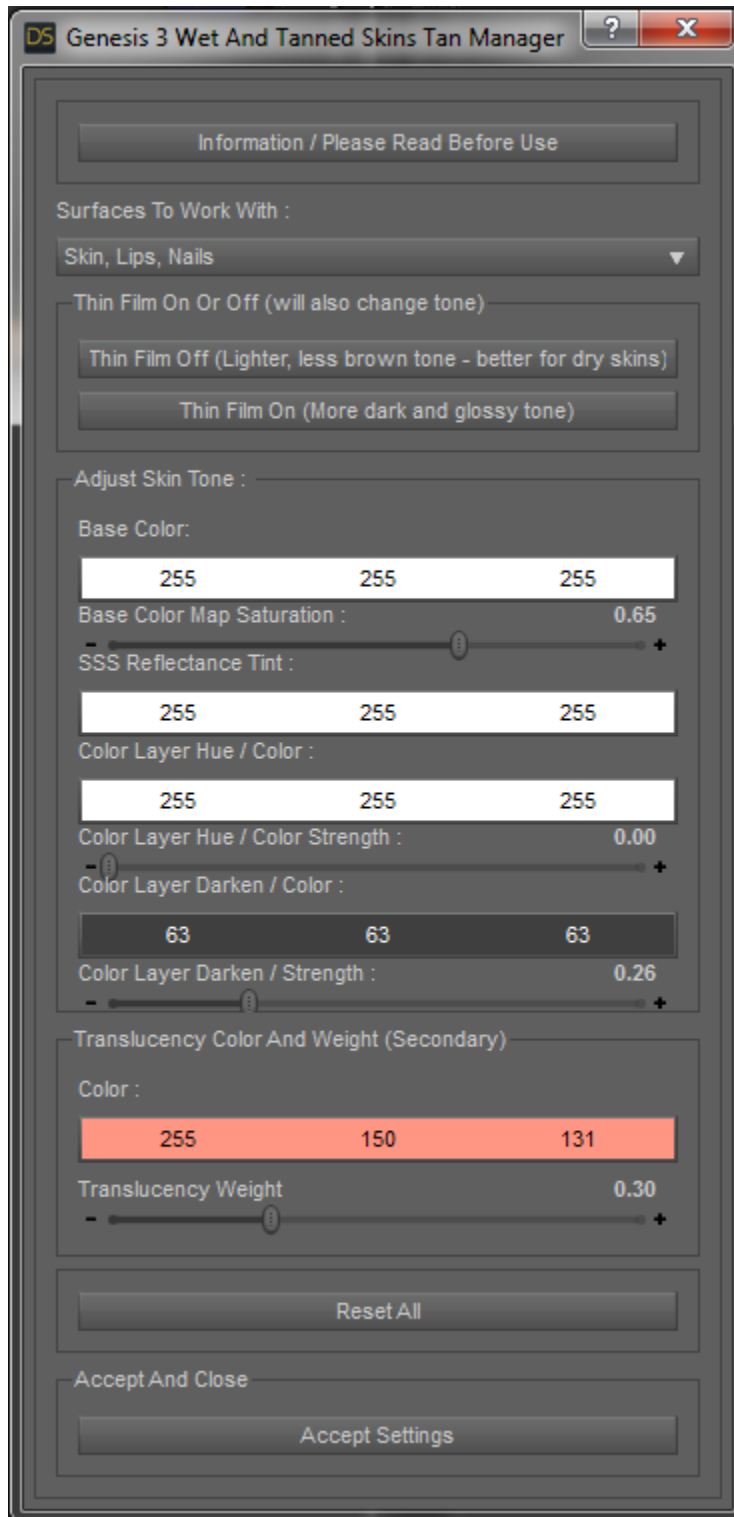 DS Genesis 3 Wet And Tanned Skins Tan Manager ? X
Information / Please Read Before Use
Surfaces To Work With :
Skin, Lips, Nails
Thin Film On Or Off (will also change tone)
Thin Film Off (Lighter, less brown tone - better for dry skins)
Thin Film On (More dark and glossy tone)
Adjust Skin Tone :
Base Color:
255 255 255
Base Color Map Saturation : 0.65
- +
SSS Reflectance Tint :
255 255 255
Color Layer Hue / Color :
255 255 255
Color Layer Hue / Color Strength : 0.00
- +
Color Layer Darken / Color :
63 63 63
Color Layer Darken / Strength : 0.26
- +
Translucency Color And Weight (Secondary)
Color :
255 150 131
Translucency Weight 0.30
- +
Reset All
Accept And Close
Accept Settings